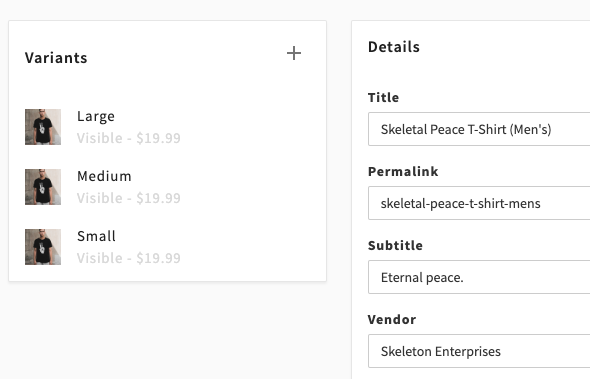 Variants
Large
Visible - $19.99
Medium
Visible - $19.99
Small
Visible - $19.99
Details
Title
Skeletal Peace T-Shirt (Men's)
Permalink
skeletal-peace-t-shirt-mens
Subtitle
Eternal peace.
Vendor
Skeleton Enterprises